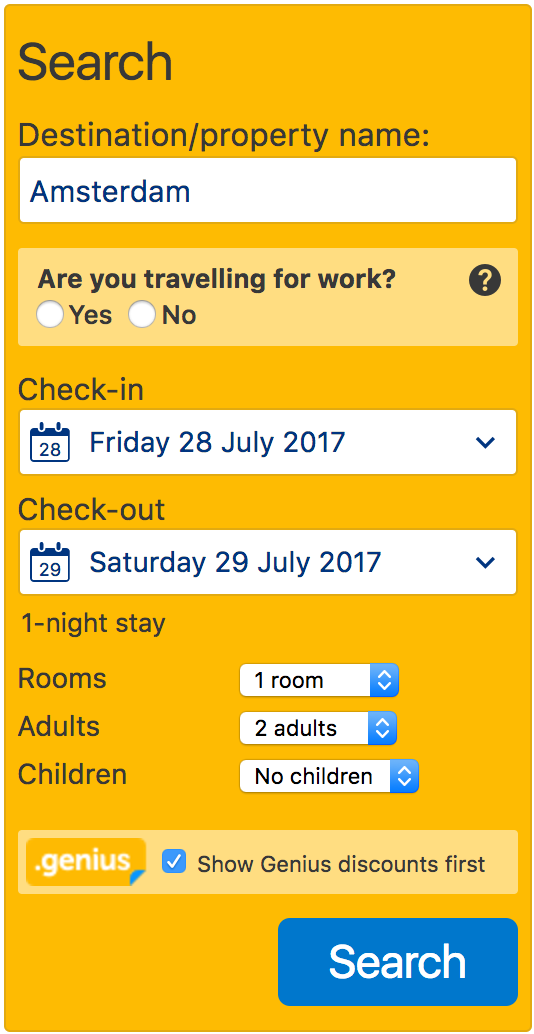 Search
Destination/property name:
Amsterdam
Are you travelling for work? ?
Yes No
Check-in
28 Friday 28 July 2017
Check-out
29 Saturday 29 July 2017
1-night stay
Rooms 1 room
Adults 2 adults
Children No children
.genius Show Genius discounts first
Search